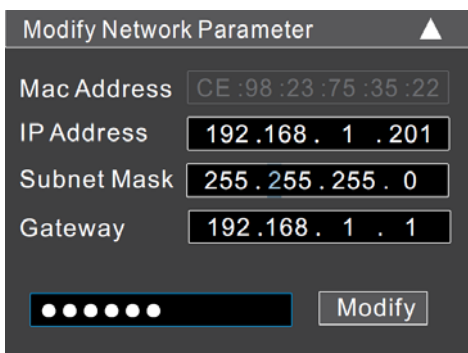 Modify Network Parameter ▲
Mac Address CE :98 :23 :75 :35 :22
IP Address 192 .168 . 1 .201
Subnet Mask 255 . 255 . 255 . 0
Gateway 192 .168 . 1 . 1
●●●●●● Modify